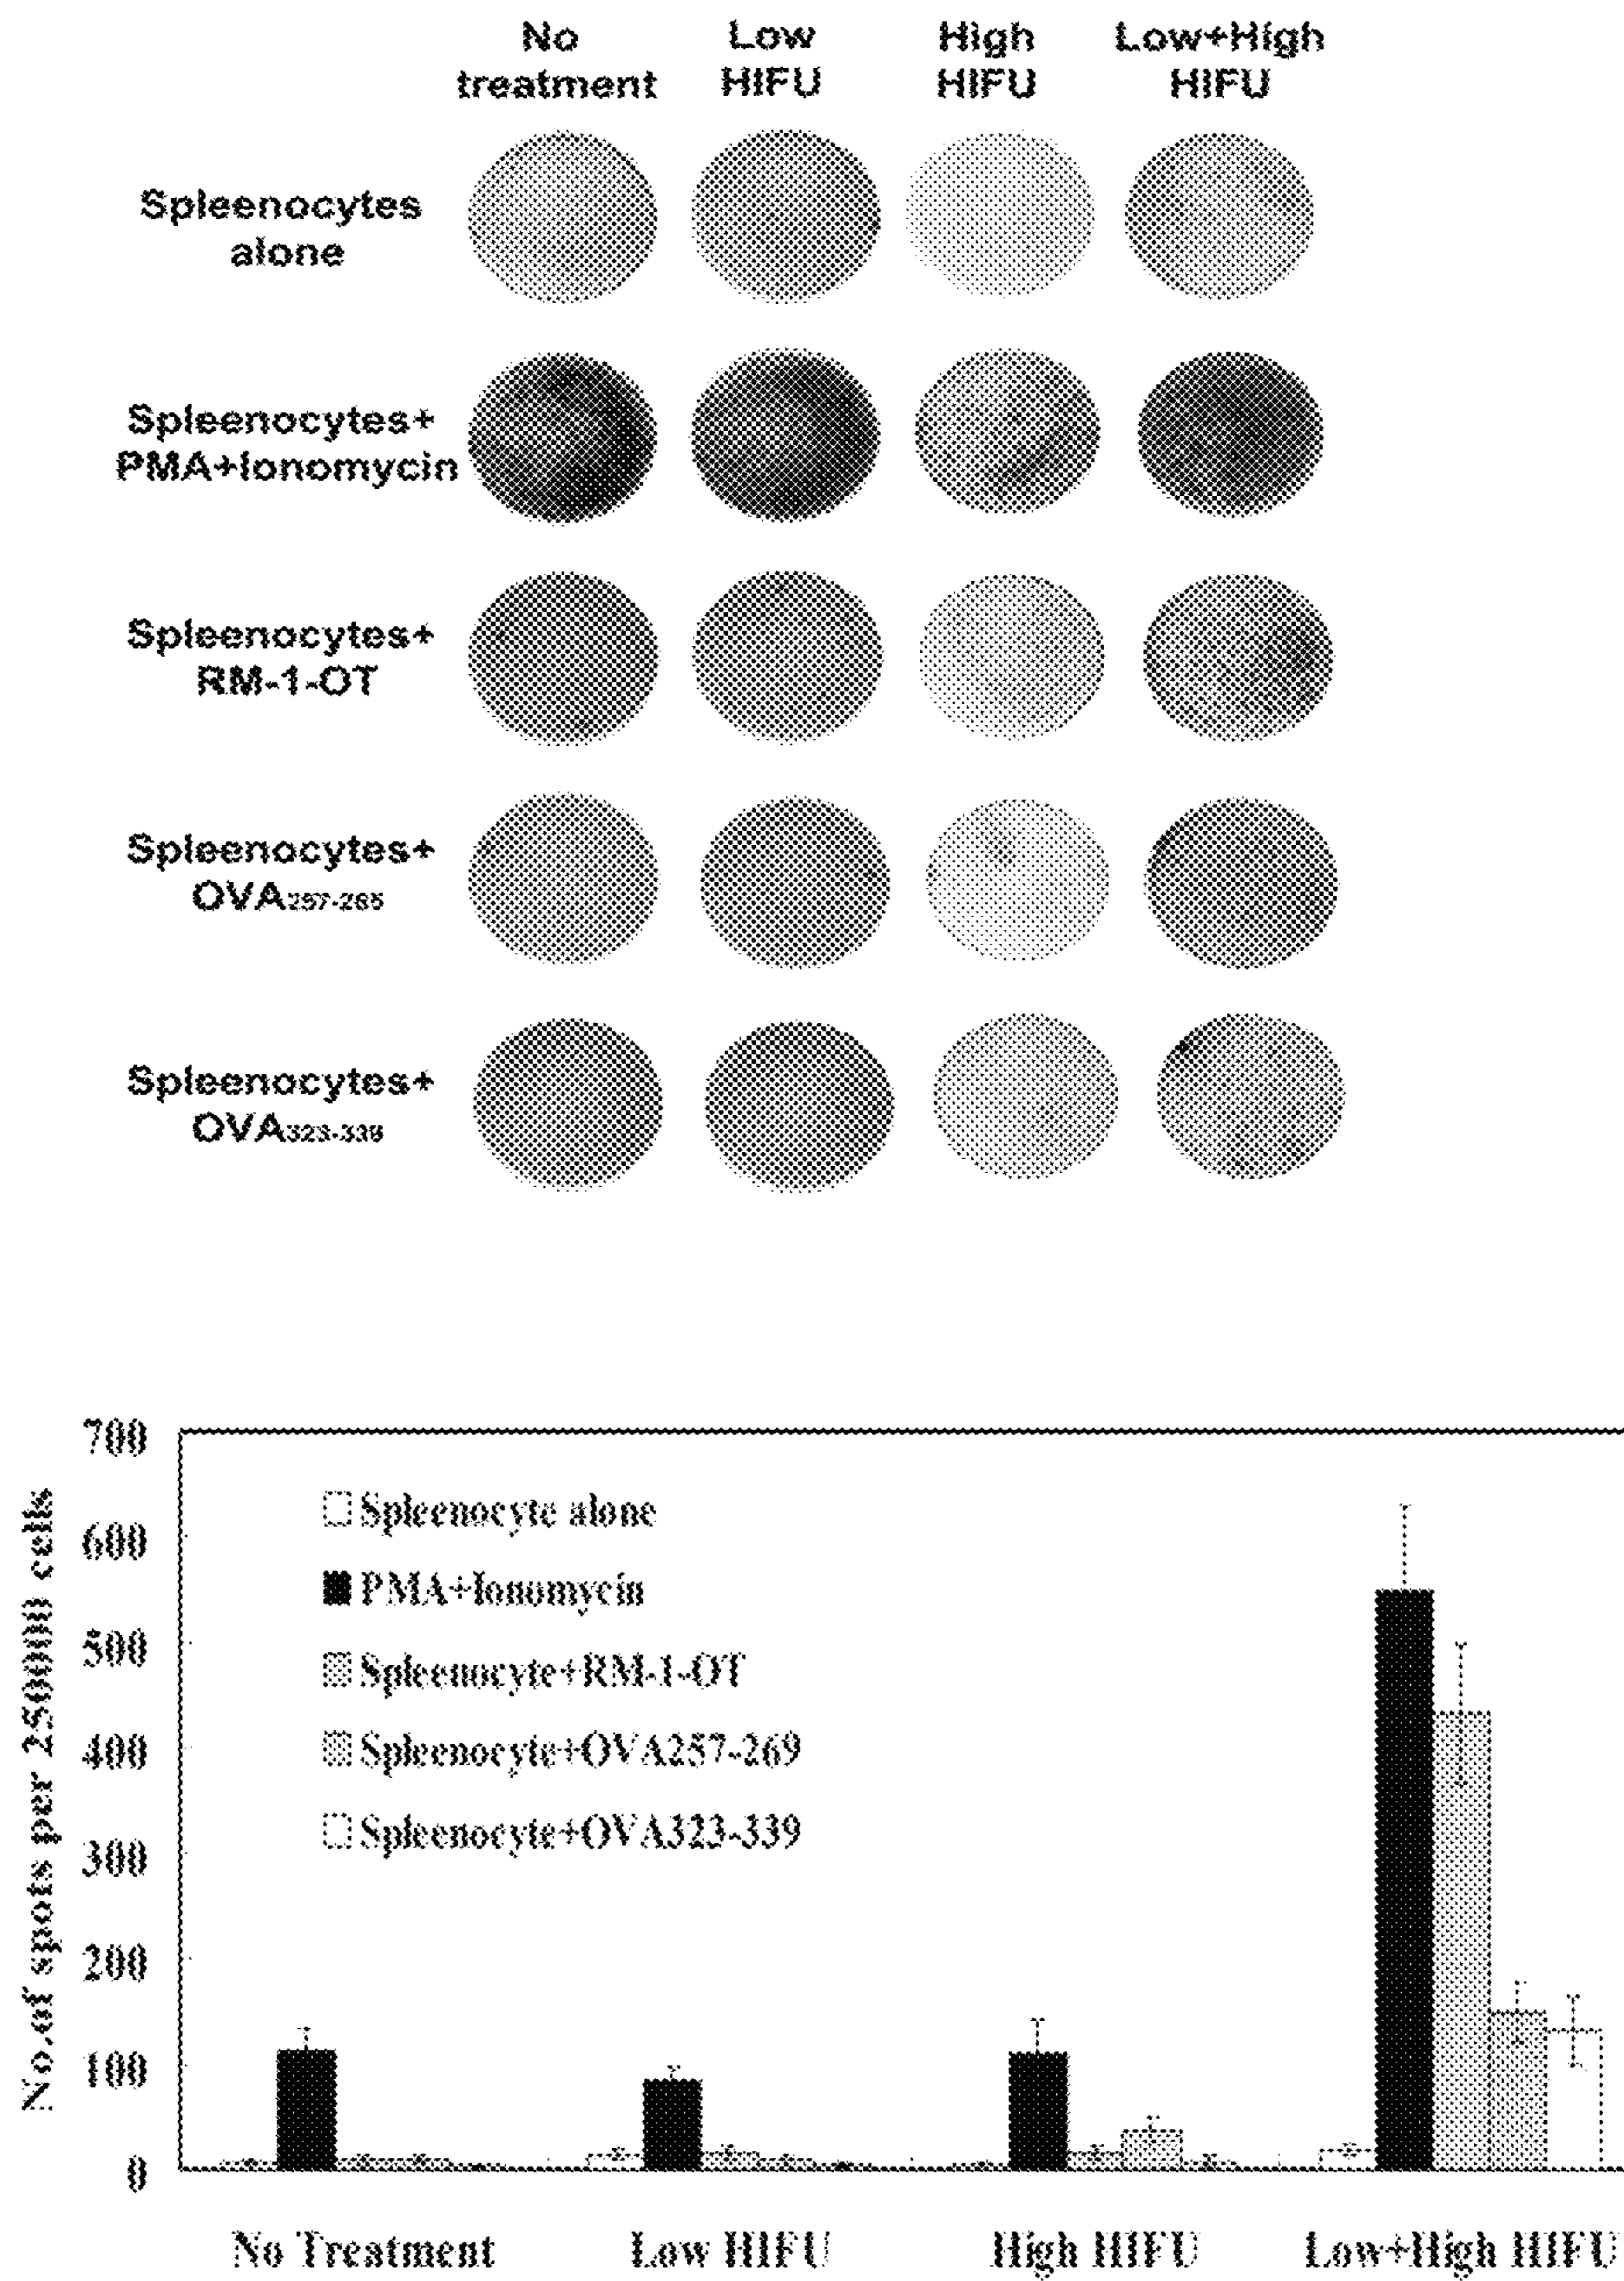 No Low High Low+High
treatment HIFU HIFU HIFU
Spleenocytes
alone
Spleenocytes+
PMA+Ionomycin
Spleenocytes+
RM-1-OT
Spleenocytes+
OVA257-265
Spleenocytes+
OVA323-339
No.of spots per 250000 cells
700
600
500
400
300
200
100
0
Spleenocyte alone
PMA+Ionomycin
Spleenocyte+RM-1-OT
Spleenocyte+OVA257-269
Spleenocyte+OVA323-339
No Treatment Low HIFU High HIFU Low+High HIFU